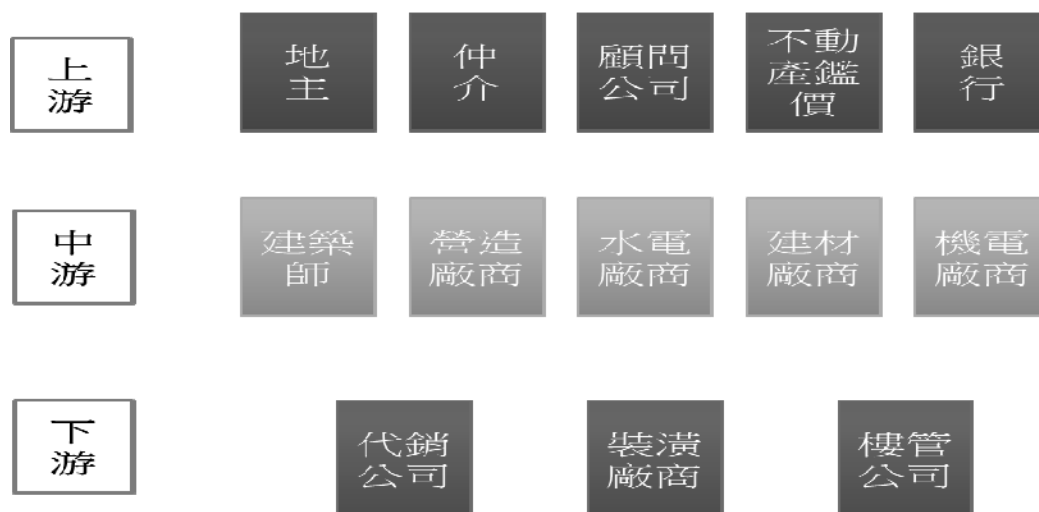 上
游
地
主
仲
介
顧問
公司
不動
產鑑
價
銀
行
中
游
建築
師
營造
廠商
水電
廠商
建材
廠商
機電
廠商
下
游
代銷
公司
裝潢
廠商
樓管
公司